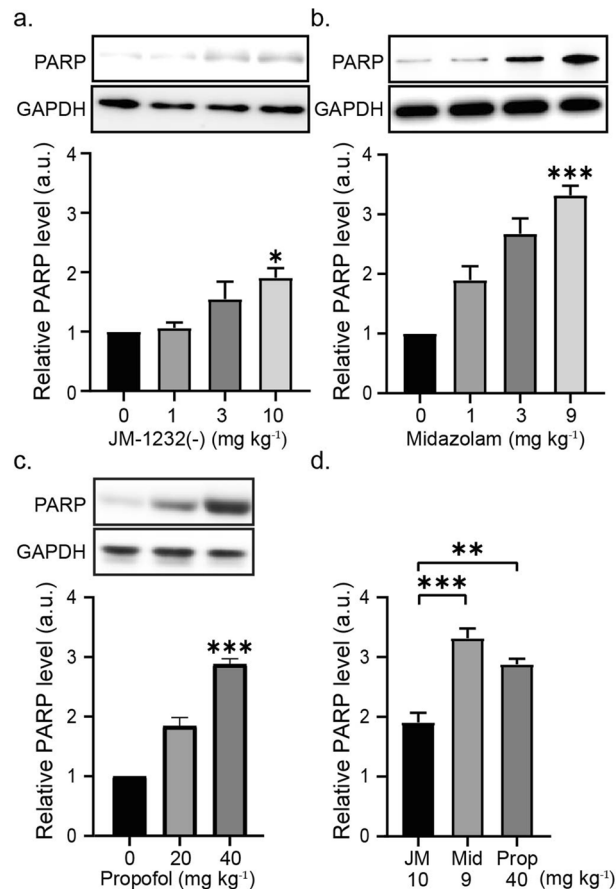 a.
PARP
GAPDH
Relative PARP level (a.u.)
4
3
2
1
0
*
0 1 3 10
JM-1232(-) (mg kg⁻¹)
b.
PARP
GAPDH
Relative PARP level (a.u.)
4
3
2
1
0
***
0 1 3 9
Midazolam (mg kg⁻¹)
c.
PARP
GAPDH
Relative PARP level (a.u.)
4
3
2
1
0
***
0 20 40
Propofol (mg kg⁻¹)
d.
Relative PARP level (a.u.)
4
3
2
1
0
**
***
JM Mid Prop
10 9 40 (mg kg⁻¹)